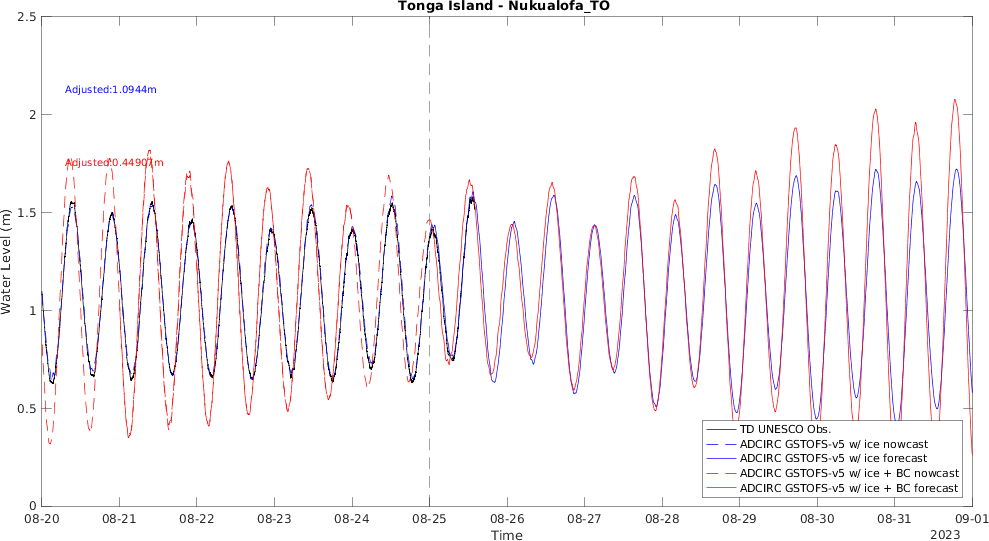 Tonga Island - Nukualofa_TO
2.5
2
1.5
1
0.5
0
Water Level (m)
Adjusted:1.0944m
Adjusted:0.44907m
TD UNESCO Obs.
ADCIRC GSTOFS-v5 w/ ice nowcast
ADCIRC GSTOFS-v5 w/ ice forecast
ADCIRC GSTOFS-v5 w/ ice + BC nowcast
ADCIRC GSTOFS-v5 w/ ice + BC forecast
08-20 08-21 08-22 08-23 08-24 08-25 08-26 08-27 08-28 08-29 08-30 08-31 09-01
Time
2023